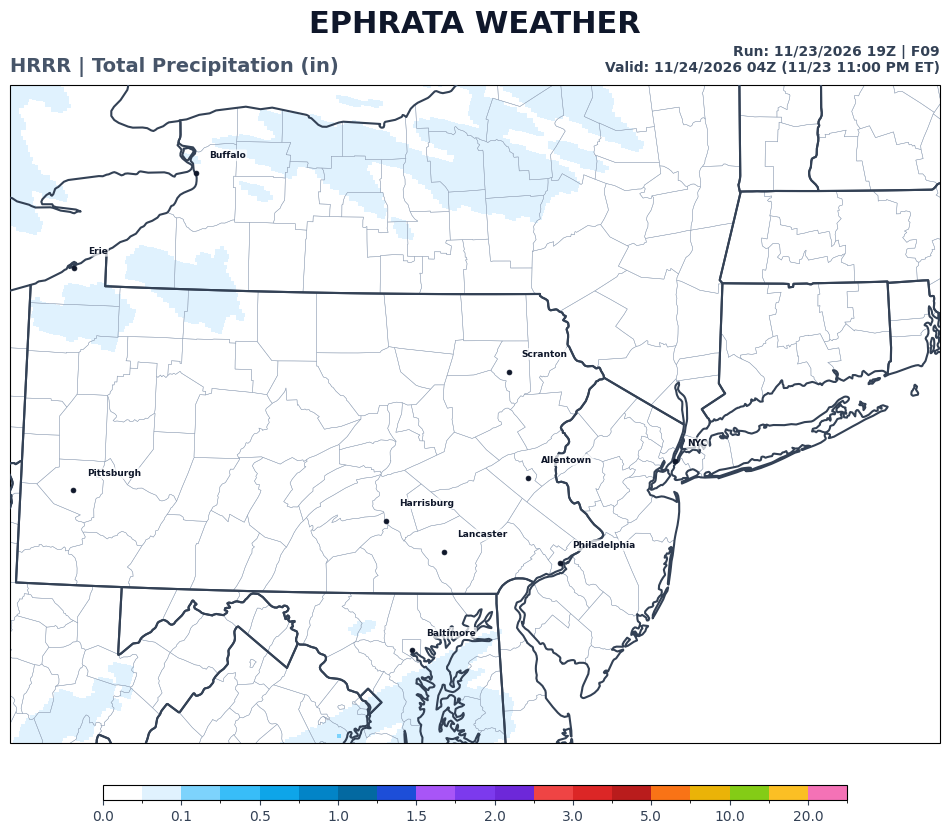 EPHRATA WEATHER
HRRR | Total Precipitation (in)
Run: 11/23/2026 19Z | F09
Valid: 11/24/2026 04Z (11/23 11:00 PM ET)
Buffalo
Erie
Scranton
NYC
Allentown
Pittsburgh
Harrisburg
Lancaster
Philadelphia
Baltimore
0.0 0.1 0.5 1.0 1.5 2.0 3.0 5.0 10.0 20.0